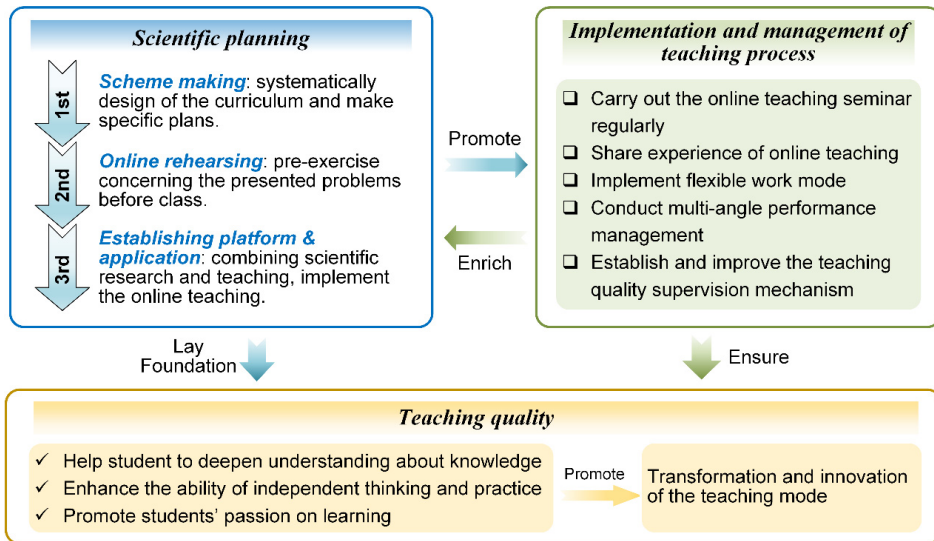 Scientific planning
1st
Scheme making: systematically
design of the curriculum and make
specific plans.
2nd
Online rehearsing: pre-exercise
concerning the presented problems
before class.
3rd
Establishing platform &
application: combining scientific
research and teaching, implement
the online teaching.
Promote
Enrich
Implementation and management of
teaching process
Carry out the online teaching seminar
regularly
Share experience of online teaching
Implement flexible work mode
Conduct multi-angle performance
management
Establish and improve the teaching
quality supervision mechanism
Lay
Foundation
Ensure
Teaching quality
Help student to deepen understanding about knowledge
Enhance the ability of independent thinking and practice
Promote students’ passion on learning
Promote
Transformation and innovation
of the teaching mode